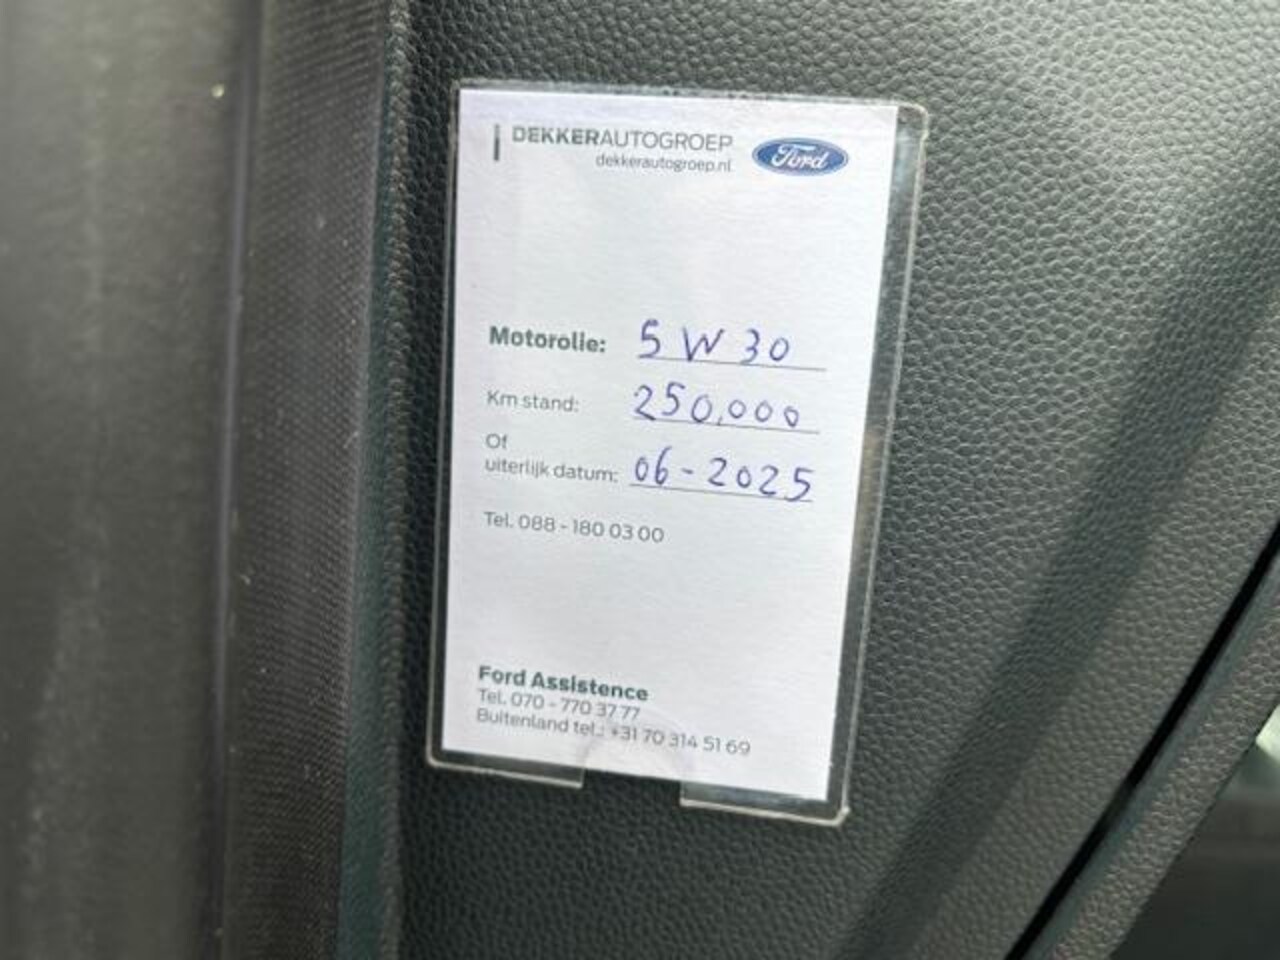 DEKKERAUTOGROEP
dekkerautogroep.nl
Ford
Motorolie: 5W30
Km stand: 250.000
Of
uiterlijk datum: 06-2025
Tel. 088 - 180 03 00
Ford Assistence
Tel. 070 - 770 37 77
Buitenland tel.: +31 70 314 51 69